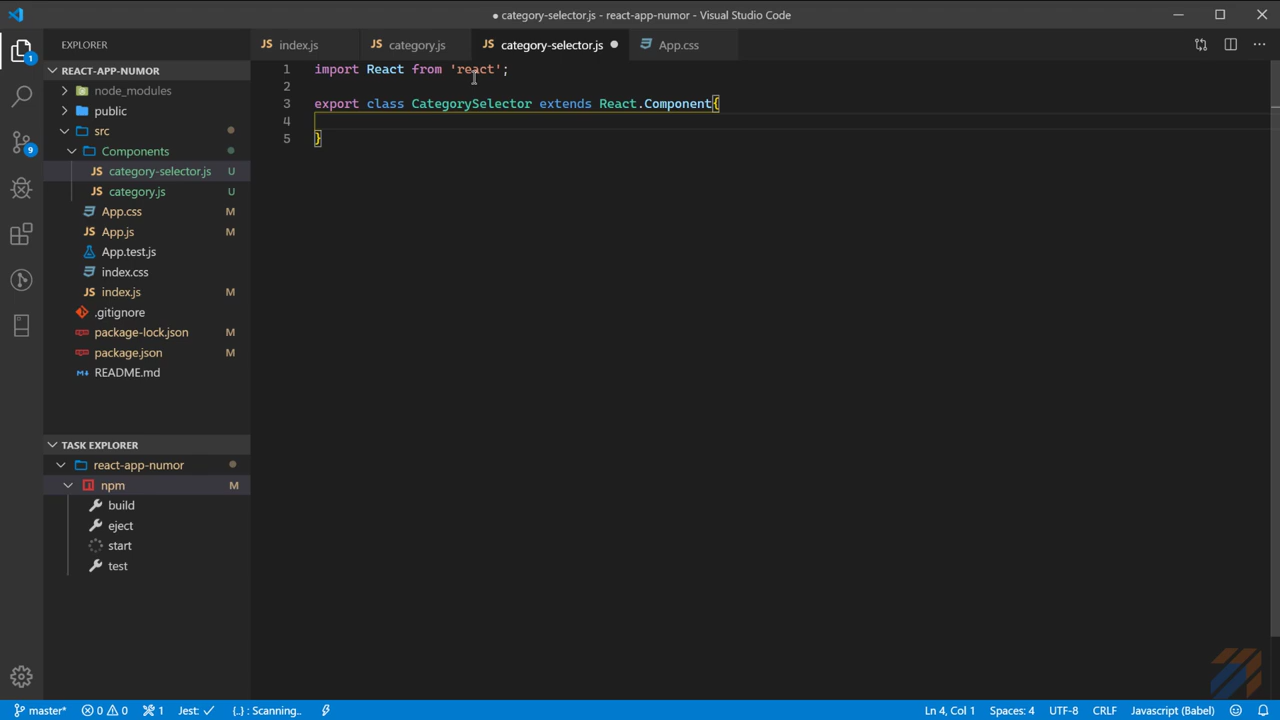 ● category-selector.js - react-app-numor - Visual Studio Code
EXPLORER
index.js
category.js
category-selector.js
App.css
REACT-APP-NUMOR
node_modules
public
src
Components
category-selector.js U
category.js U
App.css M
App.js M
App.test.js
index.css
index.js M
.gitignore
package-lock.json M
package.json M
README.md
1 import React from 'react';
2
3 export class CategorySelector extends React.Component{
4
5 }
TASK EXPLORER
react-app-numor
npm M
build
eject
start
test
1
9
master* 0 0 1 Jest: {..} : Scanning.. Ln 4, Col 1 Spaces: 4 UTF-8 CRLF Javascript (Babel)